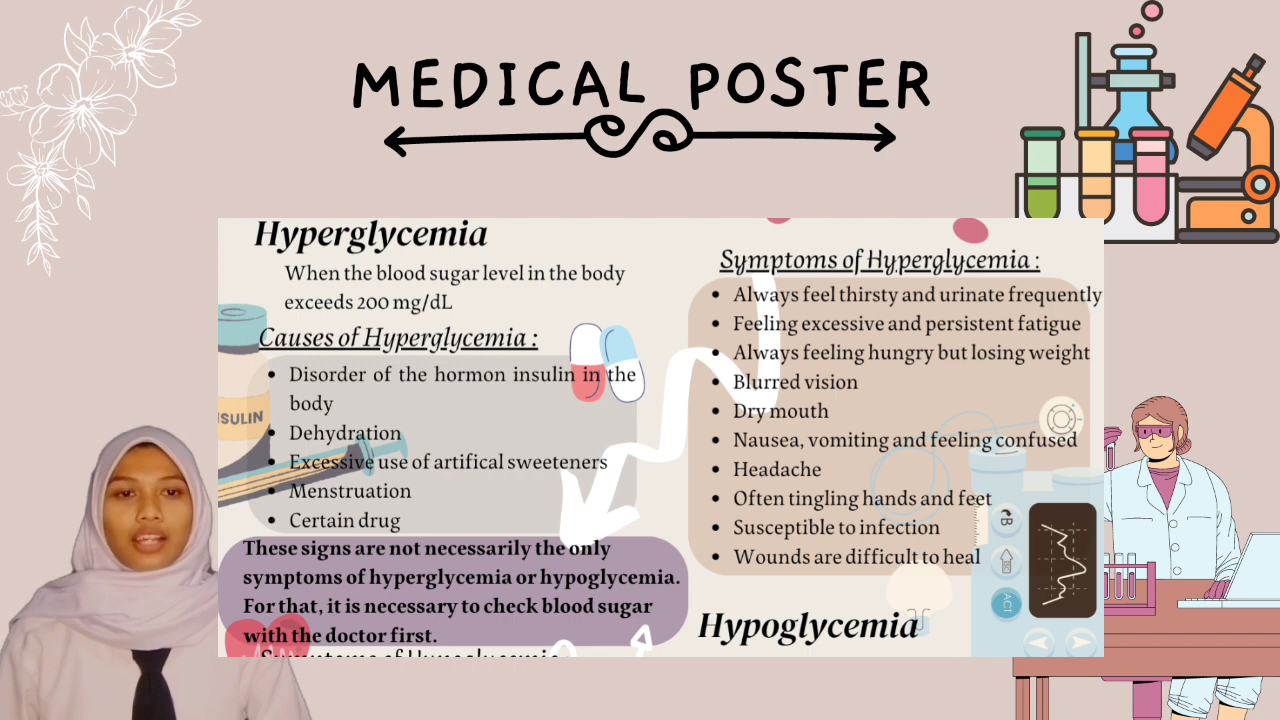 MEDICAL POSTER
Hyperglycemia
When the blood sugar level in the body
exceeds 200 mg/dL
Causes of Hyperglycemia :
• Disorder of the hormon insulin in the
body
• Dehydration
• Excessive use of artifical sweeteners
• Menstruation
• Certain drug
These signs are not necessarily the only
symptoms of hyperglycemia or hypoglycemia.
For that, it is necessary to check blood sugar
with the doctor first.
Symptoms of Hypoglycemia :
SULIN
Symptoms of Hyperglycemia :
• Always feel thirsty and urinate frequently
• Feeling excessive and persistent fatigue
• Always feeling hungry but losing weight
• Blurred vision
• Dry mouth
• Nausea, vomiting and feeling confused
• Headache
• Often tingling hands and feet
• Susceptible to infection
• Wounds are difficult to heal
Hypoglycemia
B
ACT